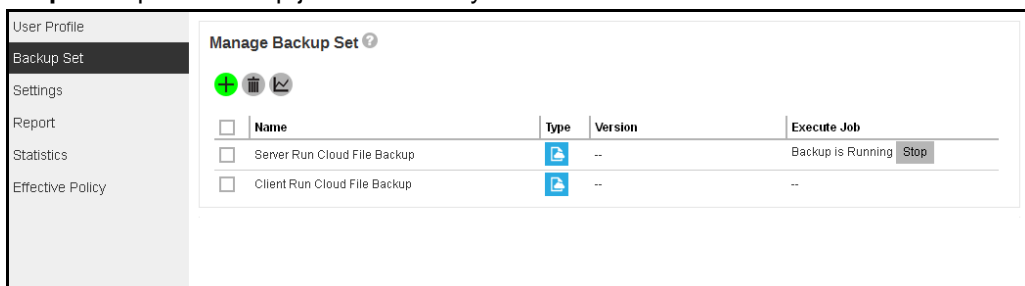 User Profile
Backup Set
Settings
Report
Statistics
Effective Policy
Manage Backup Set ?
Name Type Version Execute Job
Server Run Cloud File Backup -- Backup is Running Stop
Client Run Cloud File Backup -- --